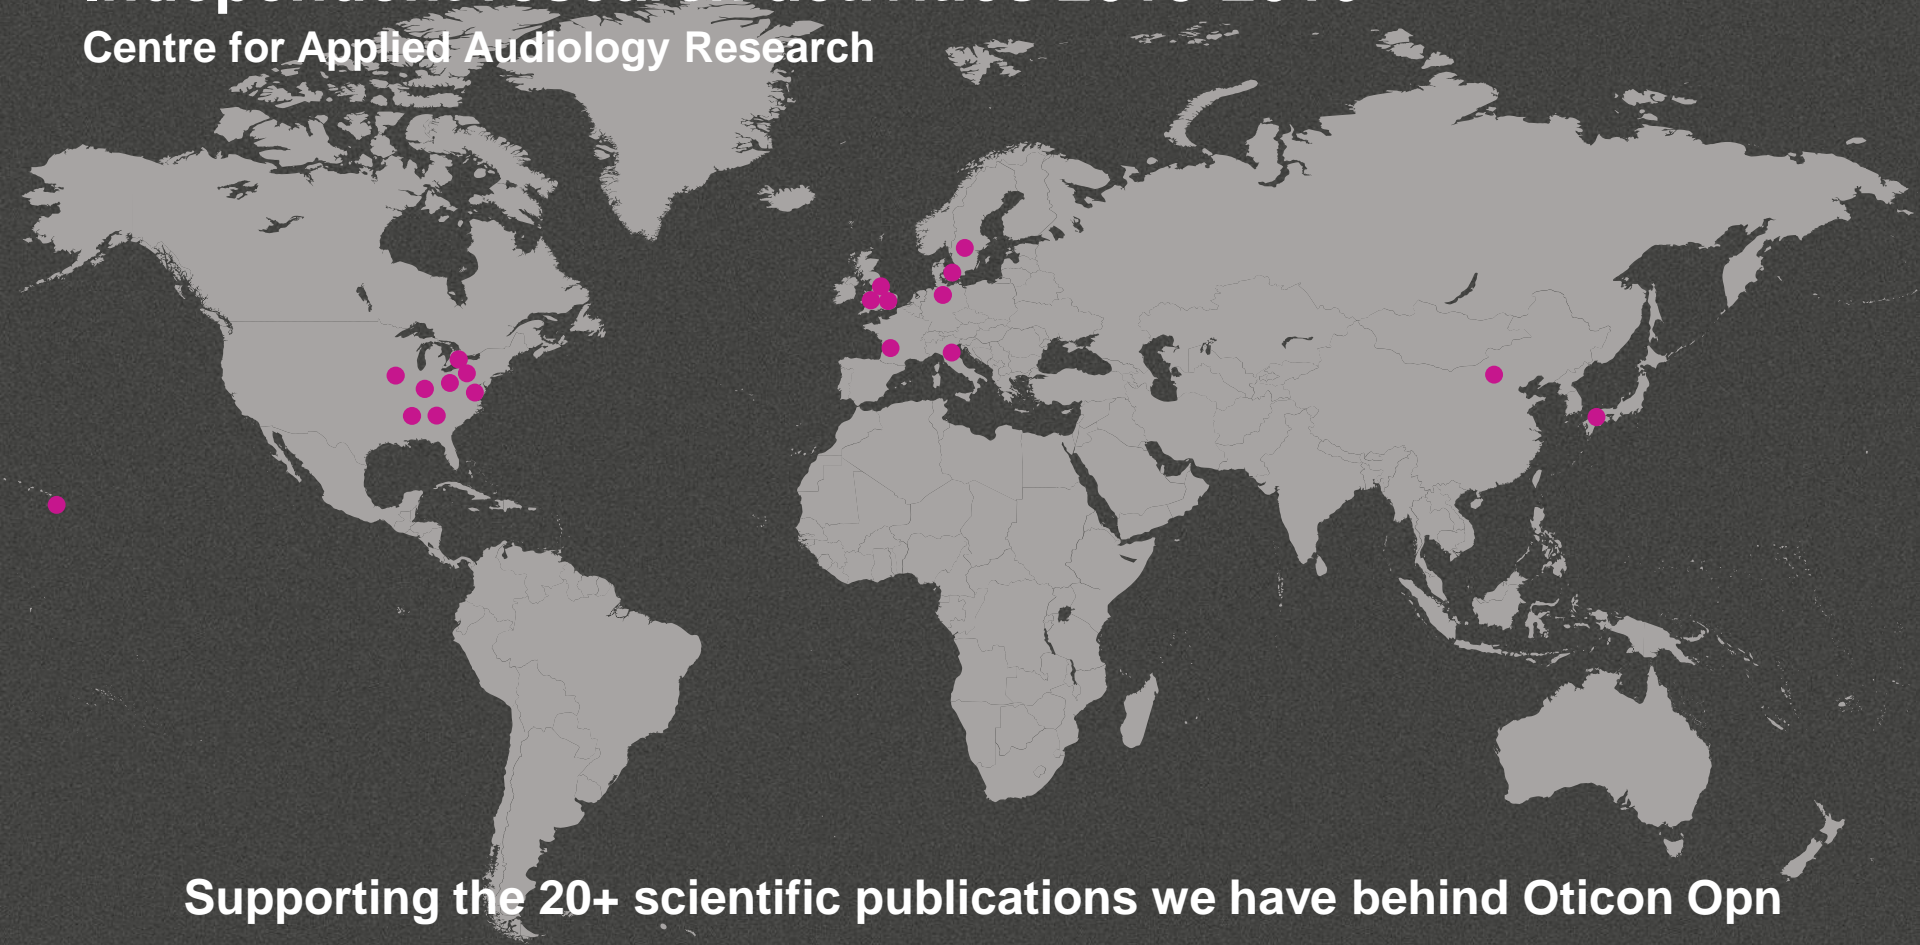 Centre for Applied Audiology Research
Supporting the 20+ scientific publications we have behind Oticon Opn